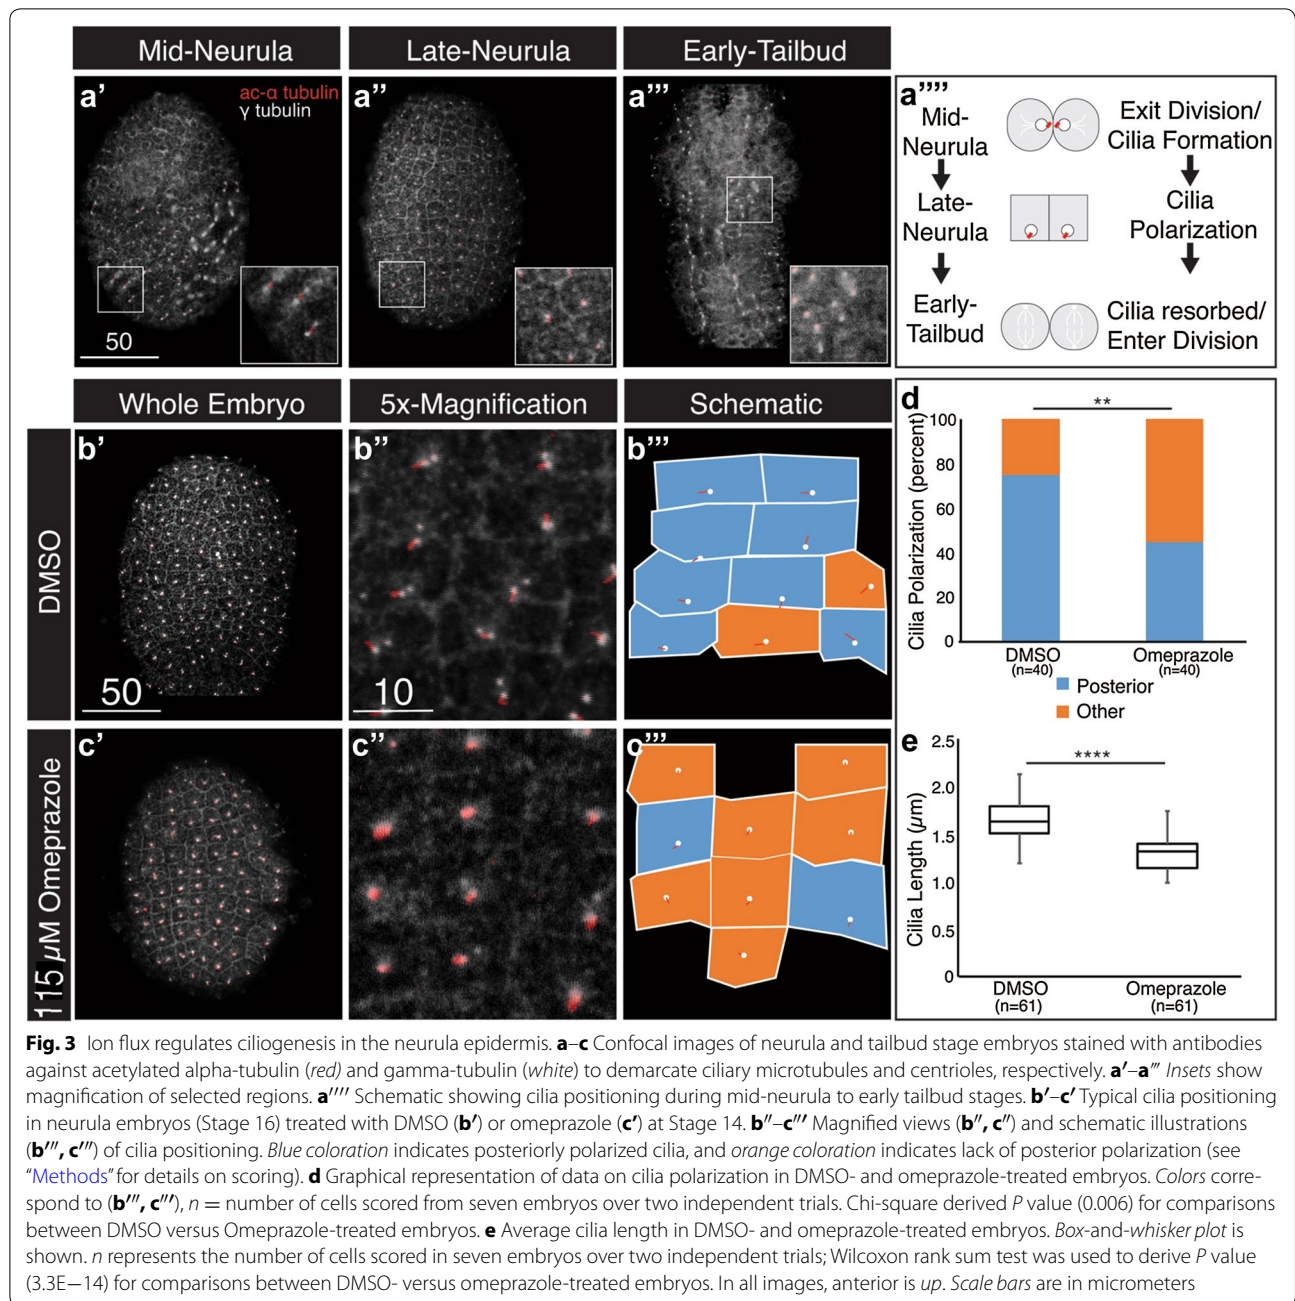 Mid-Neurula
Late-Neurula
Early-Tailbud
a’
ac-α tubulin
γ tubulin
50
a’’
a’’’
a’’’’
Mid-
Neurula
Exit Division/
Cilia Formation
Late-
Neurula
Cilia
Polarization
Early-
Tailbud
Cilia resorbed/
Enter Division
Whole Embryo
5x-Magnification
Schematic
DMSO
b’
50
b’’
10
b’’’
115 µM Omeprazole
c’
c’’
c’’’
d
**
Cilia Polarization (percent)
100
80
60
40
20
0
DMSO
(n=40)
Omeprazole
(n=40)
Posterior
Other
e
****
Cilia Length (µm)
2.5
2.0
1.5
1.0
0.5
0
DMSO
(n=61)
Omeprazole
(n=61)
Fig. 3 Ion flux regulates ciliogenesis in the neurula epidermis. a–c Confocal images of neurula and tailbud stage embryos stained with antibodies
against acetylated alpha-tubulin (red) and gamma-tubulin (white) to demarcate ciliary microtubules and centrioles, respectively. a′–a‴ Insets show
magnification of selected regions. a′′′′ Schematic showing cilia positioning during mid-neurula to early tailbud stages. b′–c′ Typical cilia positioning
in neurula embryos (Stage 16) treated with DMSO (b′) or omeprazole (c′) at Stage 14. b″–c‴ Magnified views (b″, c″) and schematic illustrations
(b‴, c‴) of cilia positioning. Blue coloration indicates posteriorly polarized cilia, and orange coloration indicates lack of posterior polarization (see
“Methods” for details on scoring). d Graphical representation of data on cilia polarization in DMSO- and omeprazole-treated embryos. Colors corre-
spond to (b‴, c‴), n = number of cells scored from seven embryos over two independent trials. Chi-square derived P value (0.006) for comparisons
between DMSO versus Omeprazole-treated embryos. e Average cilia length in DMSO- and omeprazole-treated embryos. Box-and-whisker plot is
shown. n represents the number of cells scored in seven embryos over two independent trials; Wilcoxon rank sum test was used to derive P value
(3.3E−14) for comparisons between DMSO- versus omeprazole-treated embryos. In all images, anterior is up. Scale bars are in micrometers